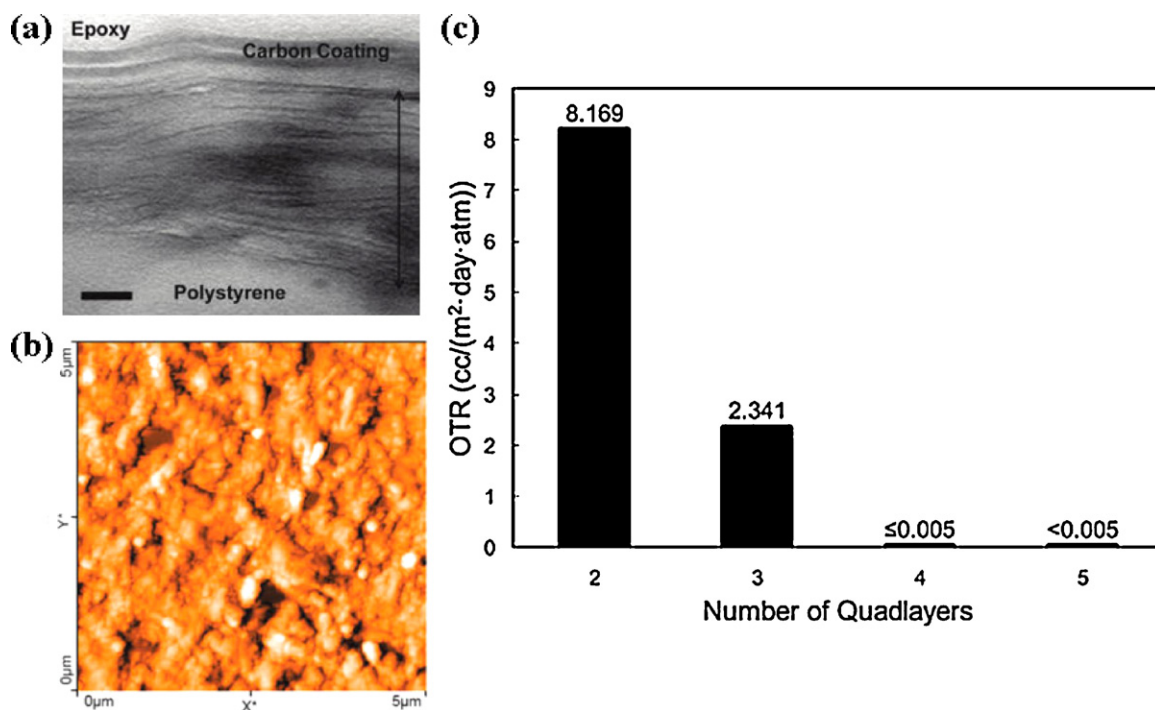 (a)
Epoxy
Carbon Coating
Polystyrene
(b)
5µm
Y*
0µm
0µm
X*
5µm
(c)
OTR (cc/(m²·day·atm))
9
8
7
6
5
4
3
2
1
0
8.169
2.341
≤0.005
<0.005
2
3
4
5
Number of Quadlayers